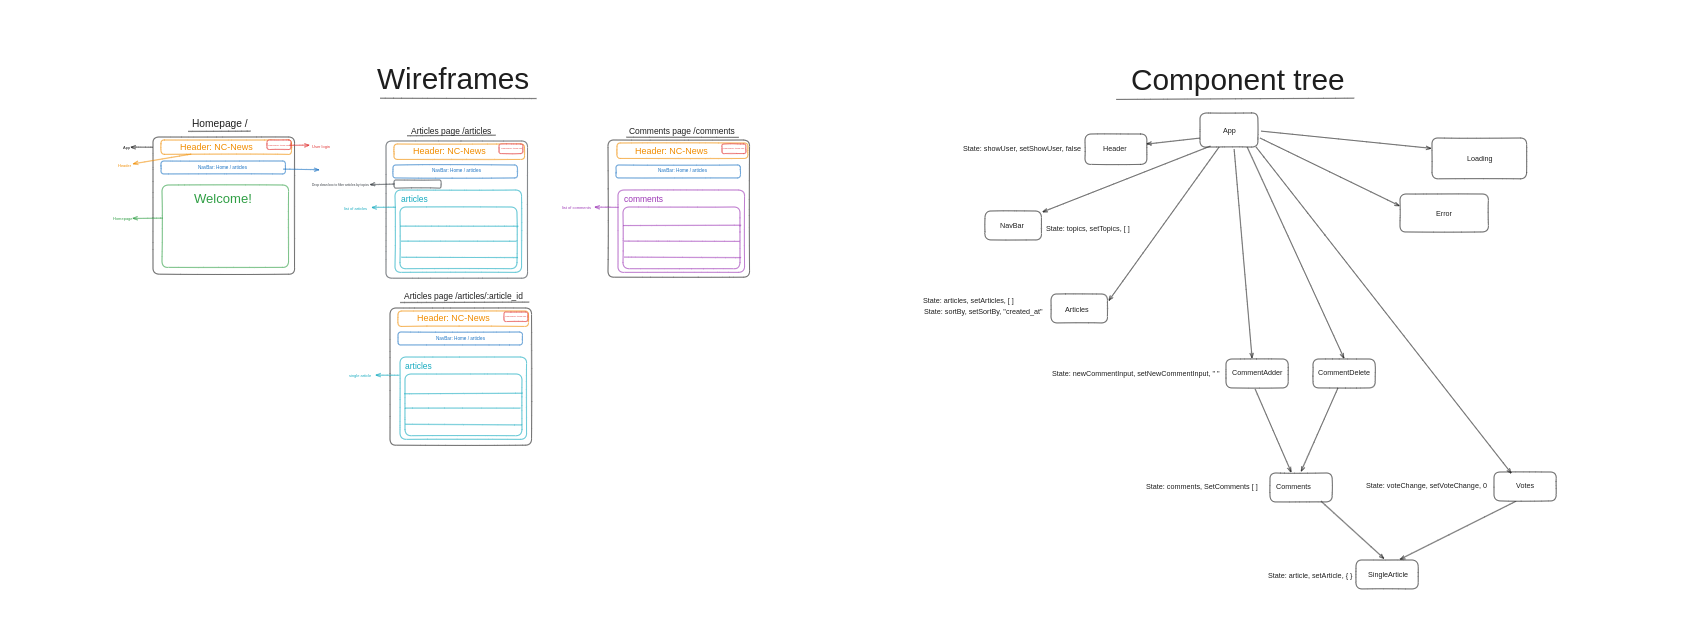 Wireframes
Homepage /
App
Header: NC-News
User login
Header
NavBar: Home / articles
Welcome!
Homepage
Articles page /articles
Header: NC-News
NavBar: Home / articles
Drop down box to filter articles by topics
articles
list of articles
Comments page /comments
Header: NC-News
NavBar: Home / articles
comments
list of comments
Articles page /articles/:article_id
Header: NC-News
NavBar: Home / articles
articles
single article
Component tree
App
State: showUser, setShowUser, false
Header
Loading
Error
NavBar
State: topics, setTopics, [ ]
State: articles, setArticles, [ ]
State: sortBy, setSortBy, "created_at"
Articles
State: newCommentInput, setNewCommentInput, " "
CommentAdder
CommentDelete
State: comments, SetComments [ ]
Comments
State: voteChange, setVoteChange, 0
Votes
State: article, setArticle, { }
SingleArticle